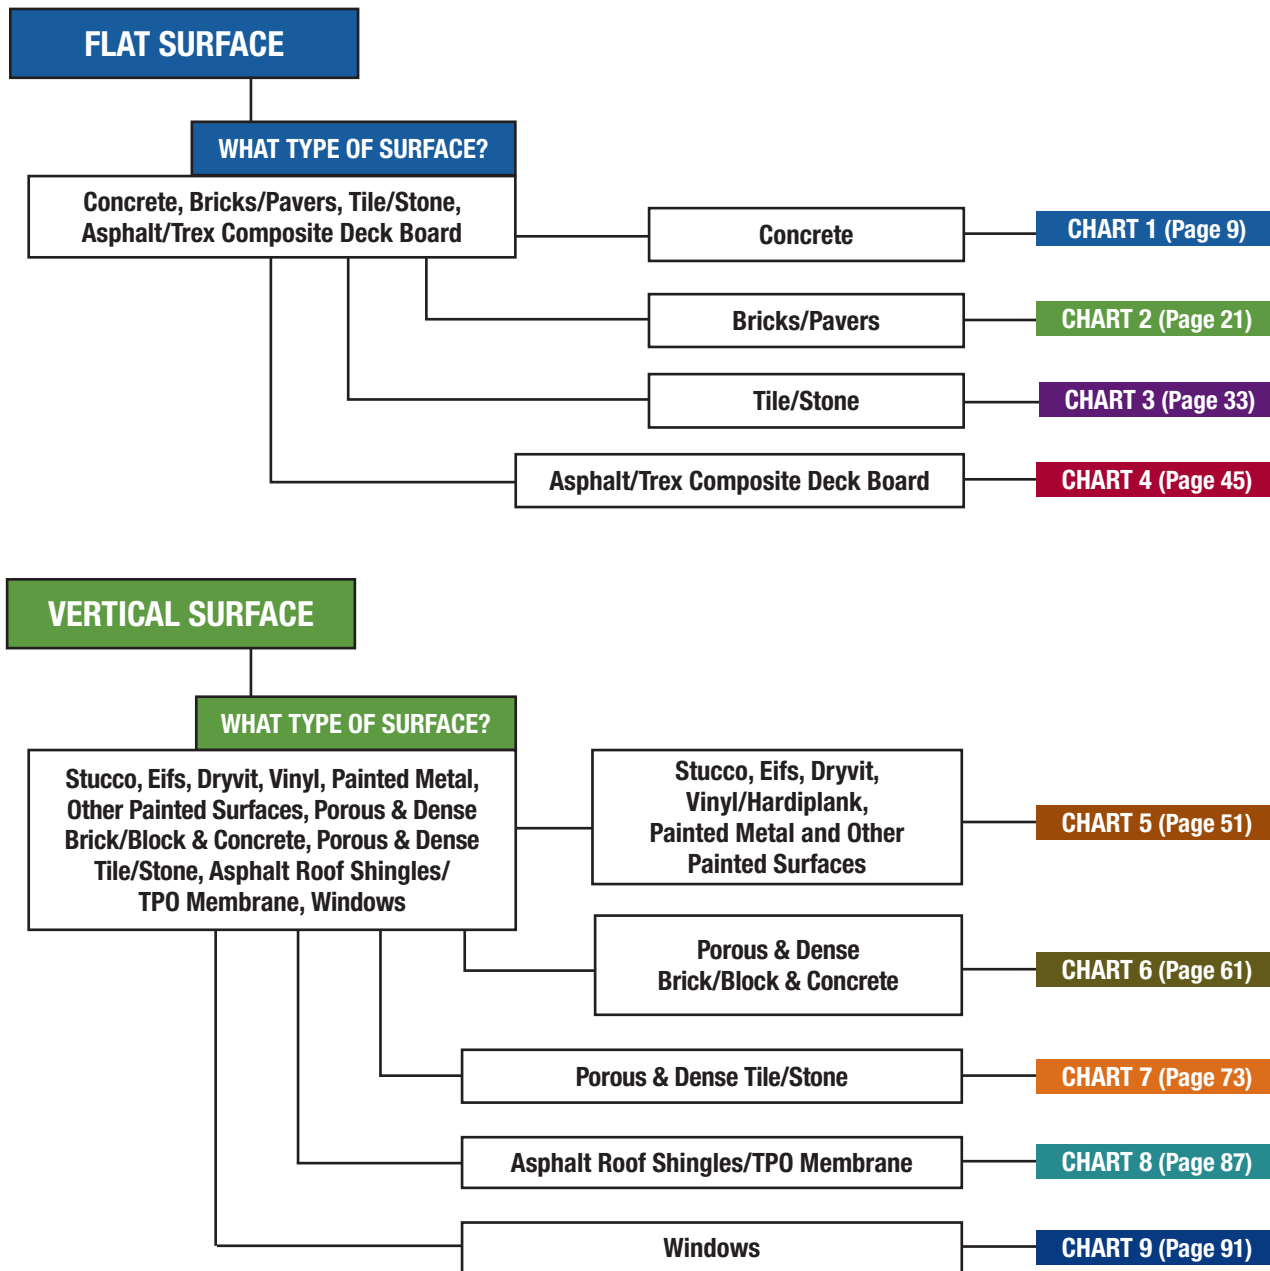 FLAT SURFACE
WHAT TYPE OF SURFACE?
Concrete, Bricks/Pavers, Tile/Stone,
Asphalt/Trex Composite Deck Board
Concrete
CHART 1 (Page 9)
Bricks/Pavers
CHART 2 (Page 21)
Tile/Stone
CHART 3 (Page 33)
Asphalt/Trex Composite Deck Board
CHART 4 (Page 45)
VERTICAL SURFACE
WHAT TYPE OF SURFACE?
Stucco, Eifs, Dryvit, Vinyl, Painted Metal,
Other Painted Surfaces, Porous & Dense
Brick/Block & Concrete, Porous & Dense
Tile/Stone, Asphalt Roof Shingles/
TPO Membrane, Windows
Stucco, Eifs, Dryvit,
Vinyl/Hardiplank,
Painted Metal and Other
Painted Surfaces
CHART 5 (Page 51)
Porous & Dense
Brick/Block & Concrete
CHART 6 (Page 61)
Porous & Dense Tile/Stone
CHART 7 (Page 73)
Asphalt Roof Shingles/TPO Membrane
CHART 8 (Page 87)
Windows
CHART 9 (Page 91)